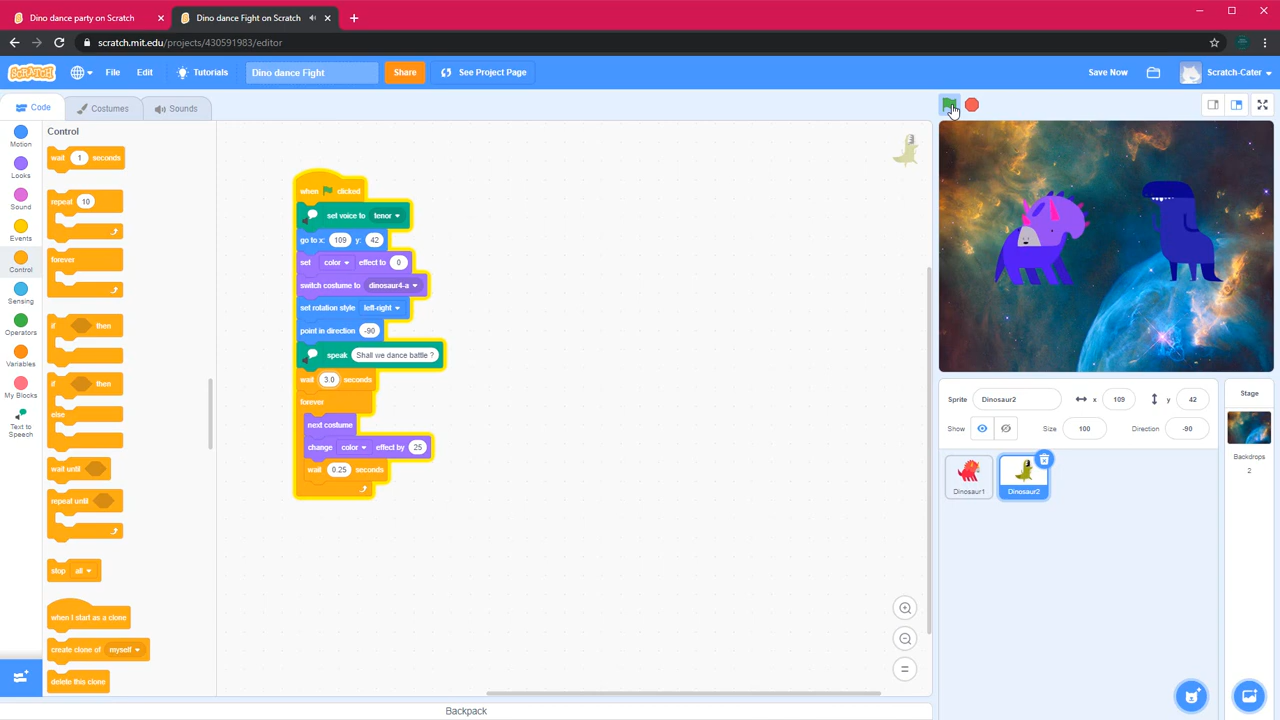 Dino dance party on Scratch
Dino dance Fight on Scratch
scratch.mit.edu/projects/430591983/editor
SCRATCH File Edit Tutorials Dino dance Fight Share See Project Page Save Now Scratch-Cater
Code Costumes Sounds
Motion
Looks
Sound
Events
Control
Sensing
Operators
Variables
My Blocks
Text to
Speech
Control
wait 1 seconds
repeat 10
forever
if then
if then
else
wait until
repeat until
stop all
when I start as a clone
create clone of myself
delete this clone
when clicked
set voice to tenor
go to x: 109 y: 42
set color effect to 0
switch costume to dinosaur4-a
set rotation style left-right
point in direction -90
speak Shall we dance battle ?
wait 3.0 seconds
forever
next costume
change color effect by 25
wait 0.25 seconds
Sprite Dinosaur2 x 109 y 42
Show Size 100 Direction -90
Dinosaur1
Dinosaur2
Stage
Backdrops
2
Backpack